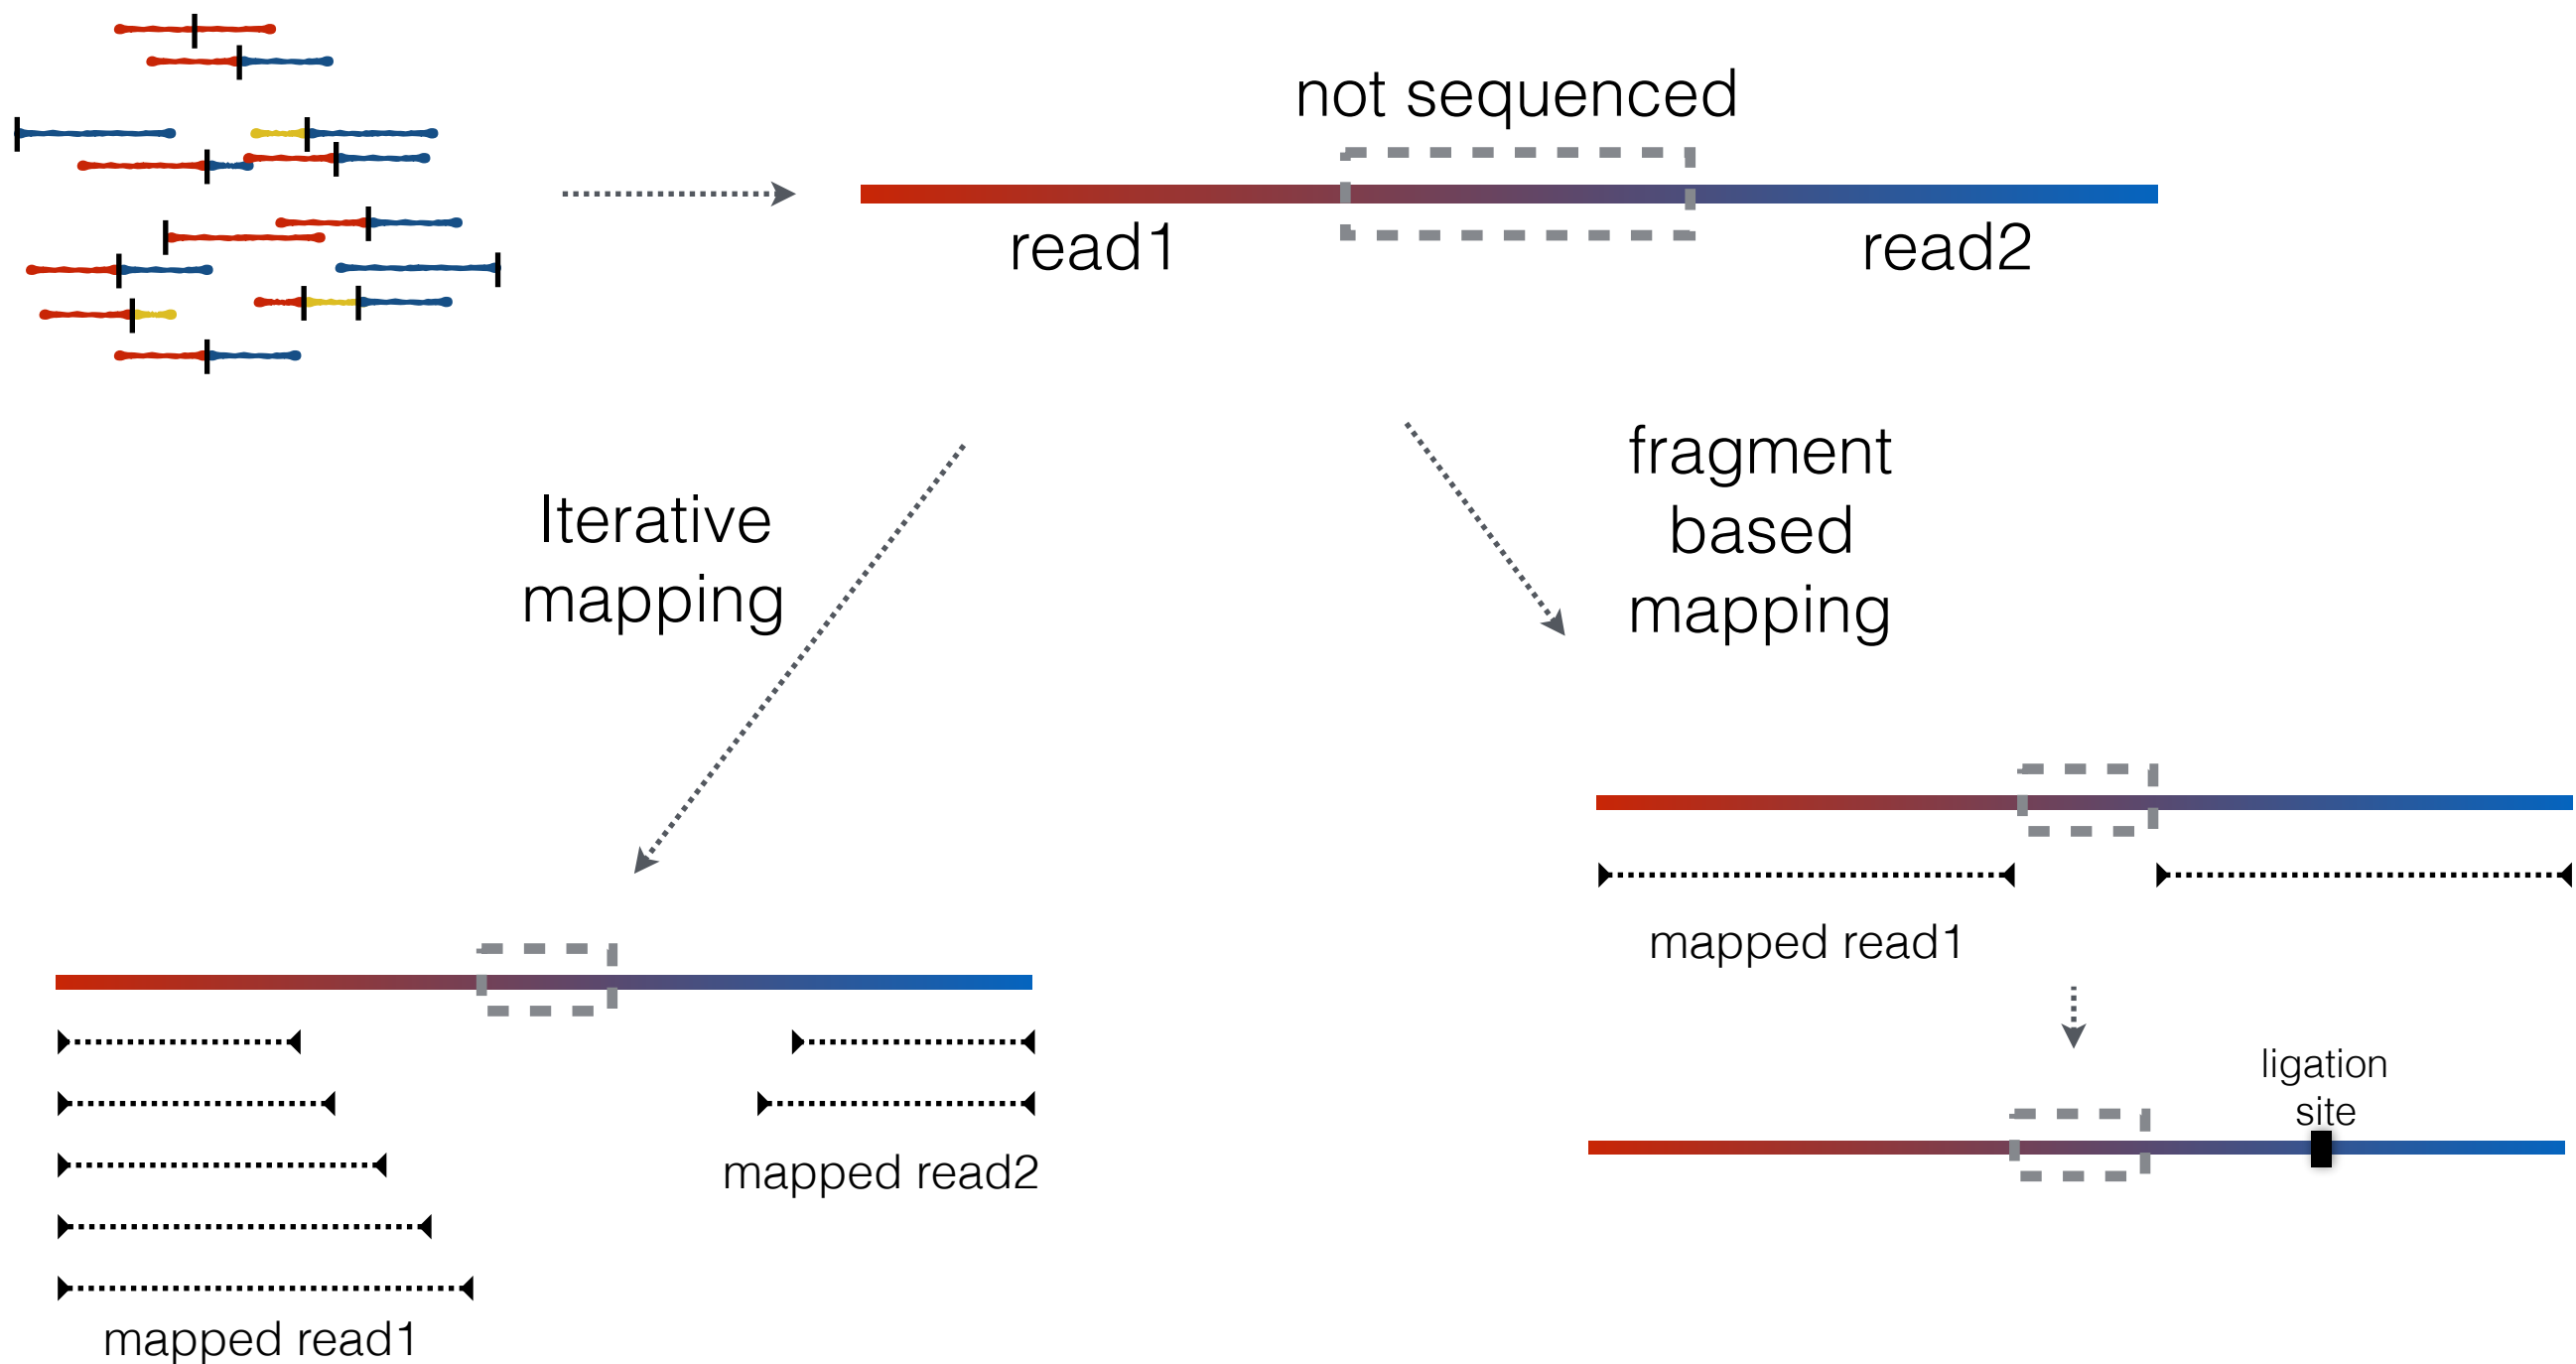 not sequenced
read1
read2
Iterative
mapping
fragment
based
mapping
mapped read1
ligation
site
mapped read2
mapped read1